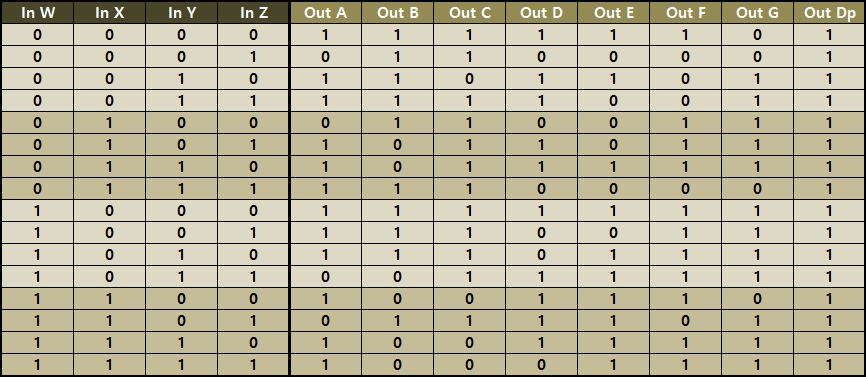 In W In X In Y In Z Out A Out B Out C Out D Out E Out F Out G Out Dp
0 0 0 0 1 1 1 1 1 1 0 1
0 0 0 1 0 1 1 0 0 0 0 1
0 0 1 0 1 1 0 1 1 0 1 1
0 0 1 1 1 1 1 1 0 0 1 1
0 1 0 0 0 1 1 0 0 1 1 1
0 1 0 1 1 0 1 1 0 1 1 1
0 1 1 0 1 0 1 1 1 1 1 1
0 1 1 1 1 1 1 0 0 0 0 1
1 0 0 0 1 1 1 1 1 1 1 1
1 0 0 1 1 1 1 0 0 1 1 1
1 0 1 0 1 1 1 0 1 1 1 1
1 0 1 1 0 0 1 1 1 1 1 1
1 1 0 0 1 0 0 1 1 1 0 1
1 1 0 1 0 1 1 1 1 0 1 1
1 1 1 0 1 0 0 1 1 1 1 1
1 1 1 1 1 0 0 0 1 1 1 1